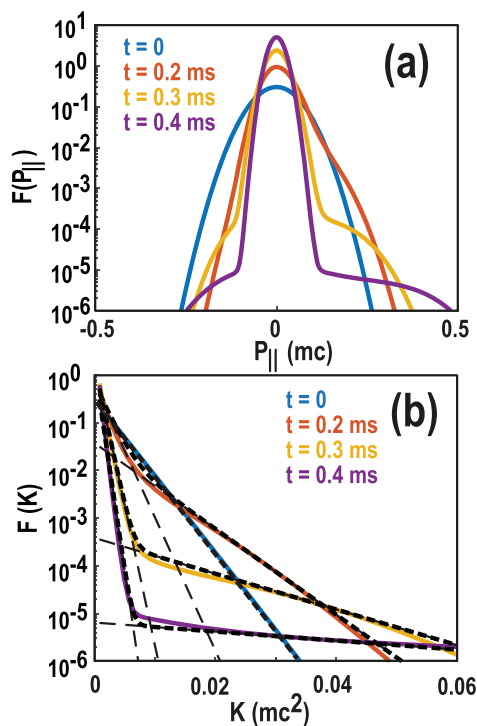 (a)
t = 0
t = 0.2 ms
t = 0.3 ms
t = 0.4 ms
F(P||)
10^1
10^0
10^-1
10^-2
10^-3
10^-4
10^-5
10^-6
-0.5
0
0.5
P|| (mc)
(b)
t = 0
t = 0.2 ms
t = 0.3 ms
t = 0.4 ms
F (K)
10^0
10^-1
10^-2
10^-3
10^-4
10^-5
10^-6
0
0.02
0.04
0.06
K (mc²)